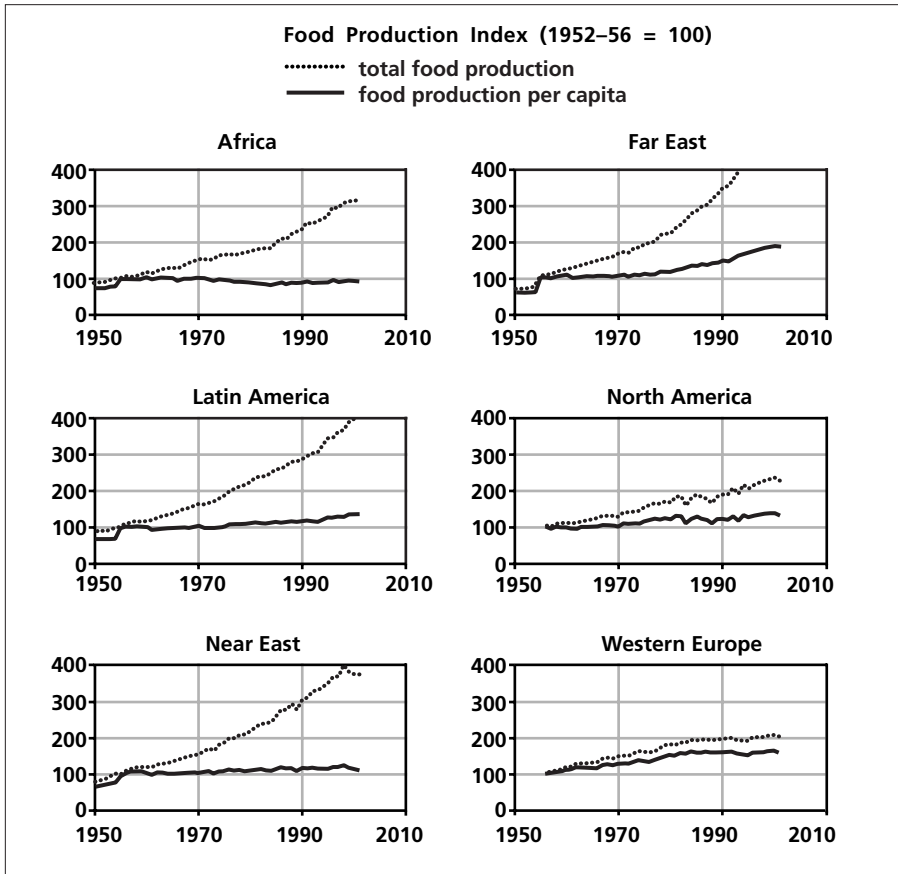 Food Production Index (1952–56 = 100)
total food production
food production per capita
Africa
400
300
200
100
0
1950 1970 1990 2010
Far East
400
300
200
100
0
1950 1970 1990 2010
Latin America
400
300
200
100
0
1950 1970 1990 2010
North America
400
300
200
100
0
1950 1970 1990 2010
Near East
400
300
200
100
0
1950 1970 1990 2010
Western Europe
400
300
200
100
0
1950 1970 1990 2010